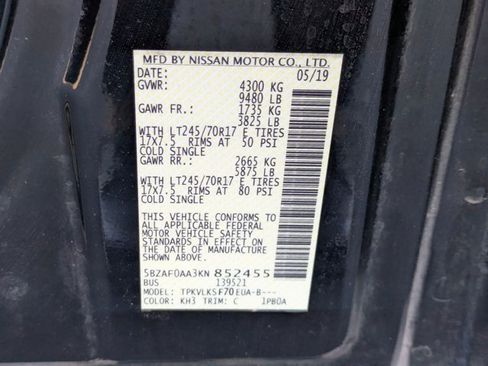 MFD BY NISSAN MOTOR CO., LTD.
DATE: 05/19
GVWR: 4300 KG
9480 LB
GAWR FR.: 1735 KG
3825 LB
WITH LT245/70R17 E TIRES
17X7.5 RIMS AT 50 PSI
COLD SINGLE
GAWR RR.: 2665 KG
5875 LB
WITH LT245/70R17 E TIRES
17X7.5 RIMS AT 80 PSI
COLD SINGLE
THIS VEHICLE CONFORMS TO
ALL APPLICABLE FEDERAL
MOTOR VEHICLE SAFETY
STANDARDS IN EFFECT ON
THE DATE OF MANUFACTURE
SHOWN ABOVE
5BZAF0AA3KN852455
BUS 139521
MODEL: TPKVLKSF70EUA-B---
COLOR: KH3 TRIM: C 1PBOA